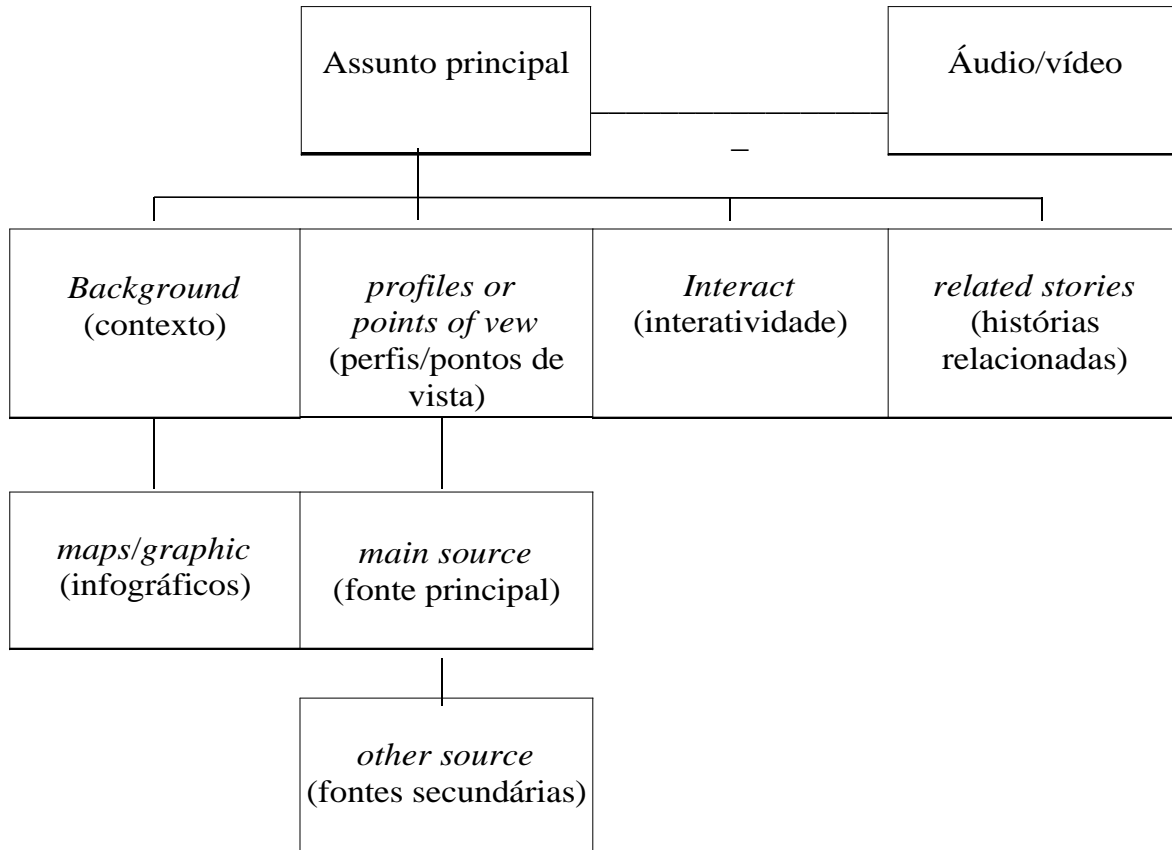 Assunto principal
Áudio/vídeo
Background
(contexto)
profiles or
points of vew
(perfis/pontos de
vista)
Interact
(interatividade)
related stories
(histórias
relacionadas)
maps/graphic
(infográficos)
main source
(fonte principal)
other source
(fontes secundárias)